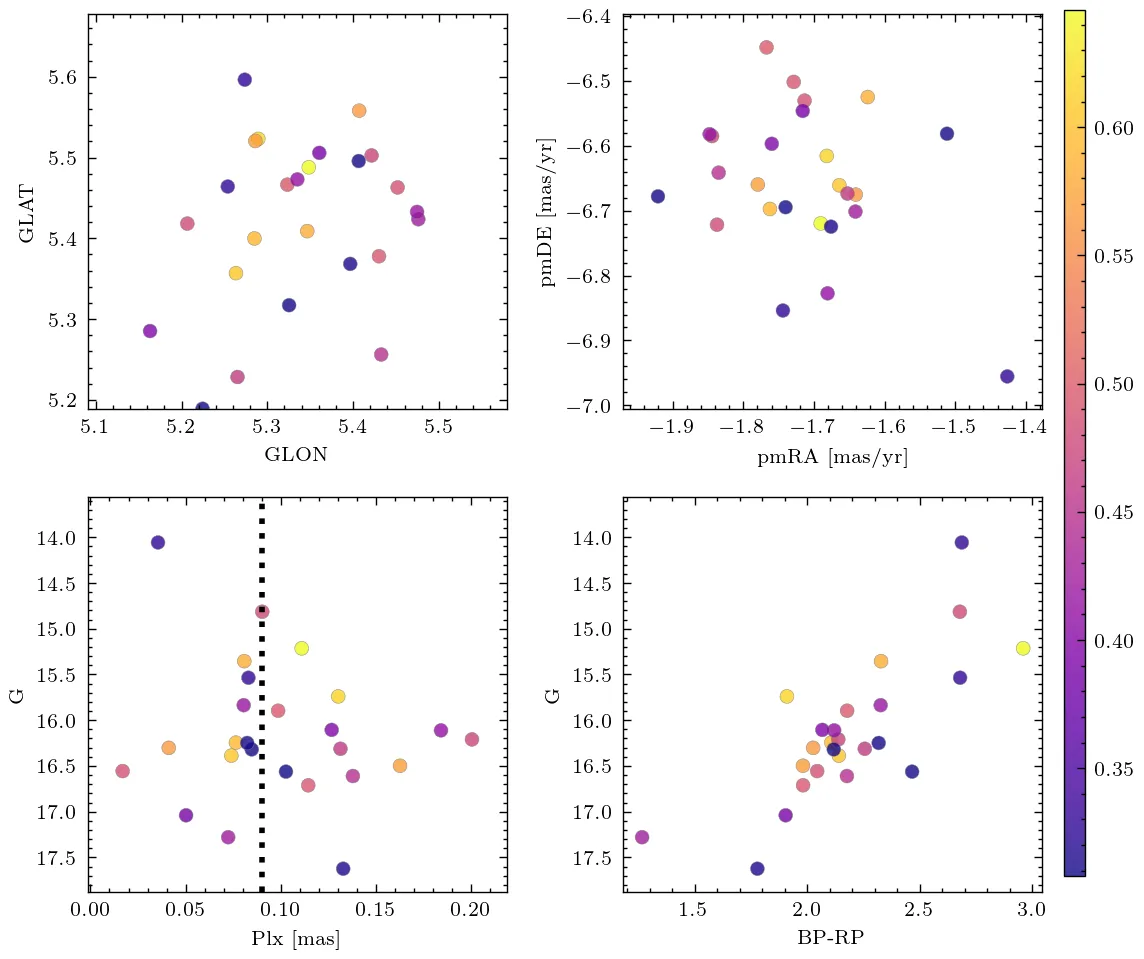 5.6
5.5
5.4
5.3
5.2
GLAT
5.1 5.2 5.3 5.4 5.5
GLON
−6.4
−6.5
−6.6
−6.7
−6.8
−6.9
−7.0
pmDE [mas/yr]
−1.9 −1.8 −1.7 −1.6 −1.5 −1.4
pmRA [mas/yr]
14.0
14.5
15.0
15.5
16.0
16.5
17.0
17.5
G
0.00 0.05 0.10 0.15 0.20
Plx [mas]
14.0
14.5
15.0
15.5
16.0
16.5
17.0
17.5
G
1.5 2.0 2.5 3.0
BP-RP
0.60
0.55
0.50
0.45
0.40
0.35